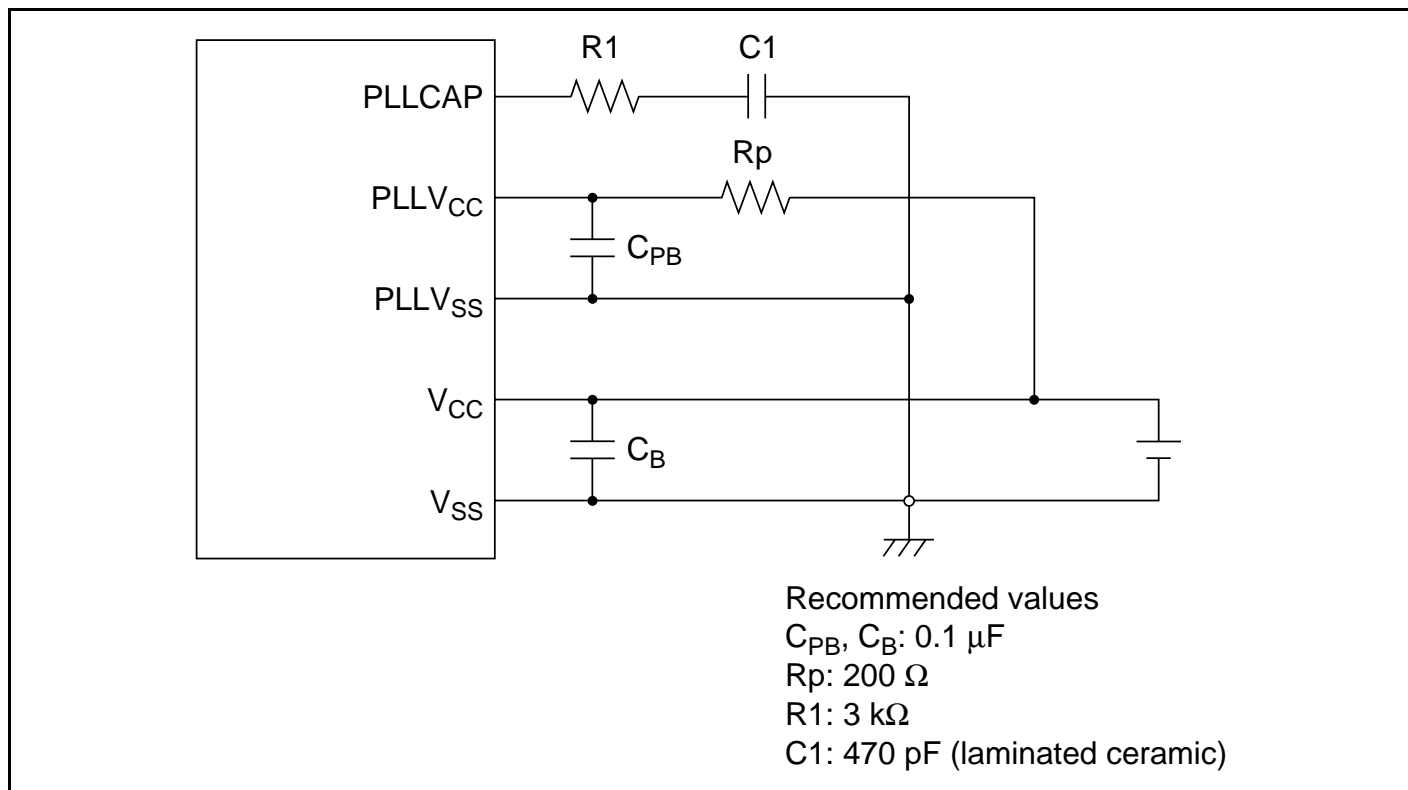 R1
C1
PLLCAP
Rp
PLLVCC
CPB
PLLVSS
VCC
CB
VSS
Recommended values
CPB, CB: 0.1 μF
Rp: 200 Ω
R1: 3 kΩ
C1: 470 pF (laminated ceramic)